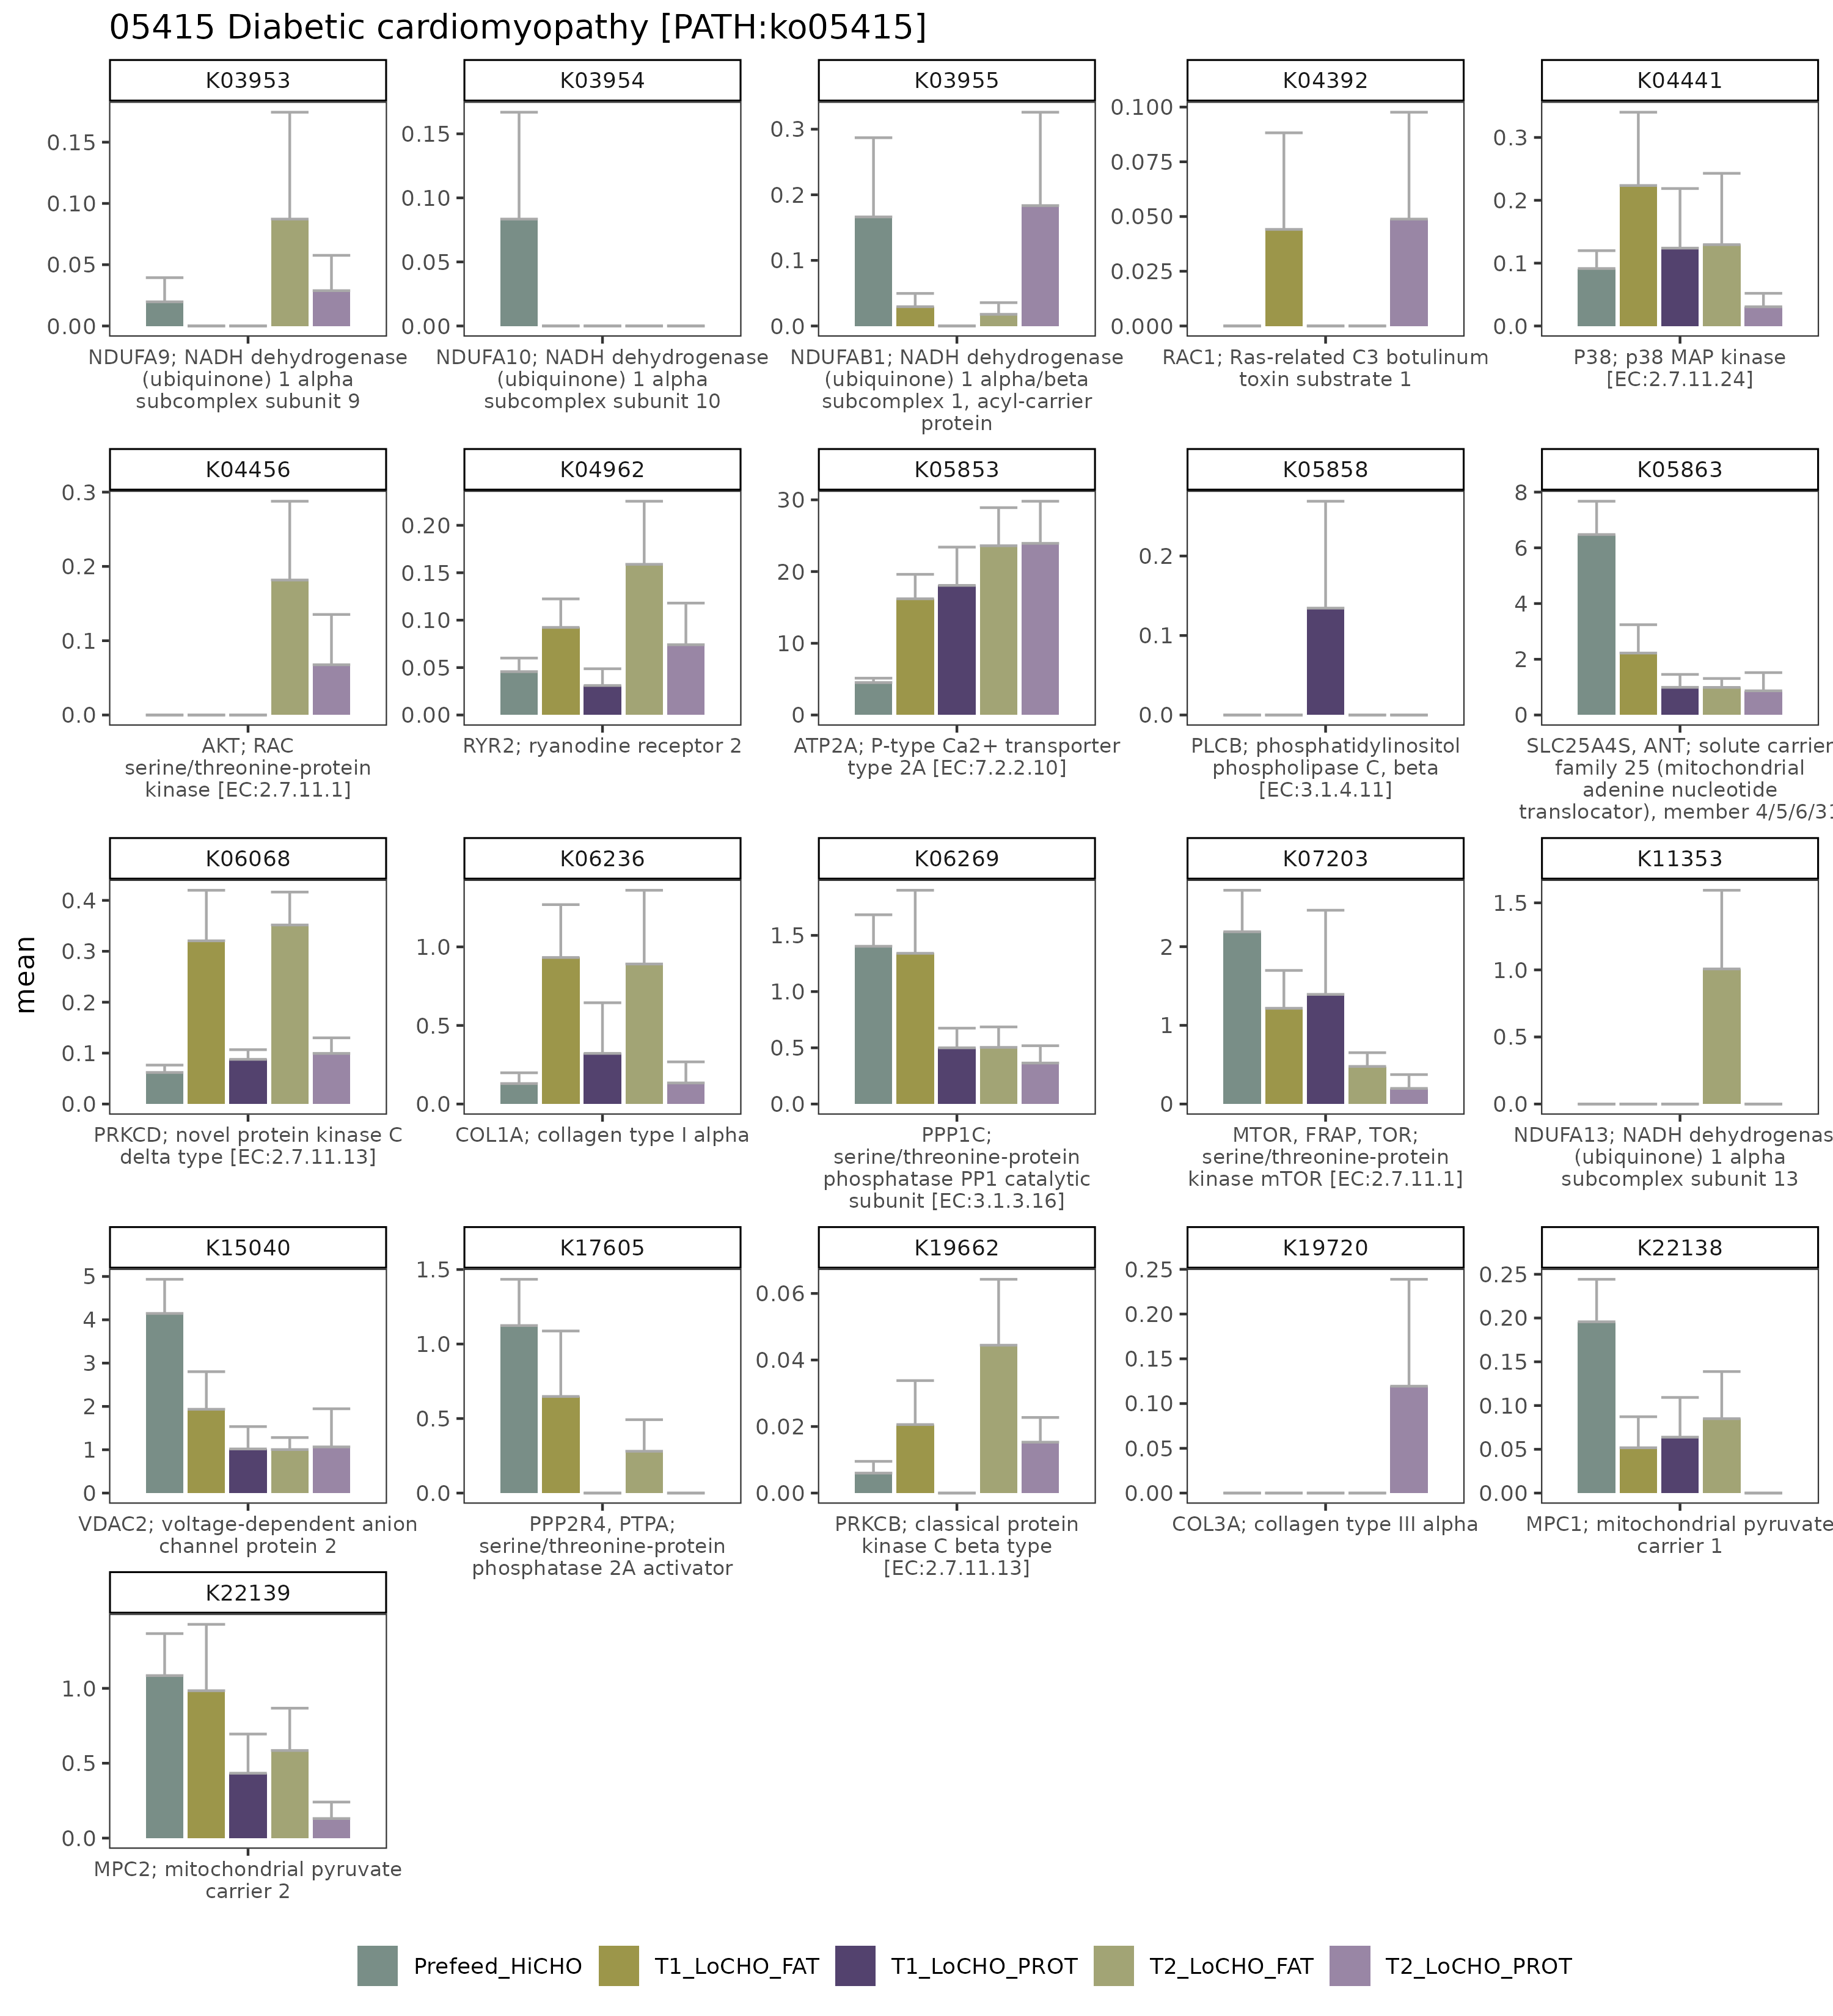 05415 Diabetic cardiomyopathy [PATH:ko05415]
K03953
K03954
K03955
K04392
K04441
0.15
0.10
0.05
0.00
0.15
0.10
0.05
0.00
0.3
0.2
0.1
0.0
0.100
0.075
0.050
0.025
0.000
0.3
0.2
0.1
0.0
NDUFA9; NADH dehydrogenase
(ubiquinone) 1 alpha
subcomplex subunit 9
NDUFA10; NADH dehydrogenase
(ubiquinone) 1 alpha
subcomplex subunit 10
NDUFAB1; NADH dehydrogenase
(ubiquinone) 1 alpha/beta
subcomplex 1, acyl-carrier
protein
RAC1; Ras-related C3 botulinum
toxin substrate 1
P38; p38 MAP kinase
[EC:2.7.11.24]
K04456
K04962
K05853
K05858
K05863
0.3
0.2
0.1
0.0
0.20
0.15
0.10
0.05
0.00
30
20
10
0
0.2
0.1
0.0
8
6
4
2
0
AKT; RAC
serine/threonine-protein
kinase [EC:2.7.11.1]
RYR2; ryanodine receptor 2
ATP2A; P-type Ca2+ transporter
type 2A [EC:7.2.2.10]
PLCB; phosphatidylinositol
phospholipase C, beta
[EC:3.1.4.11]
SLC25A4S, ANT; solute carrier
family 25 (mitochondrial
adenine nucleotide
translocator), member 4/5/6/31
mean
K06068
K06236
K06269
K07203
K11353
0.4
0.3
0.2
0.1
0.0
1.0
0.5
0.0
1.5
1.0
0.5
0.0
2
1
0
1.5
1.0
0.5
0.0
PRKCD; novel protein kinase C
delta type [EC:2.7.11.13]
COL1A; collagen type I alpha
PPP1C;
serine/threonine-protein
phosphatase PP1 catalytic
subunit [EC:3.1.3.16]
MTOR, FRAP, TOR;
serine/threonine-protein
kinase mTOR [EC:2.7.11.1]
NDUFA13; NADH dehydrogenas
(ubiquinone) 1 alpha
subcomplex subunit 13
K15040
K17605
K19662
K19720
K22138
5
4
3
2
1
0
1.5
1.0
0.5
0.0
0.06
0.04
0.02
0.00
0.25
0.20
0.15
0.10
0.05
0.00
0.25
0.20
0.15
0.10
0.05
0.00
VDAC2; voltage-dependent anion
channel protein 2
PPP2R4, PTPA;
serine/threonine-protein
phosphatase 2A activator
PRKCB; classical protein
kinase C beta type
[EC:2.7.11.13]
COL3A; collagen type III alpha
MPC1; mitochondrial pyruvate
carrier 1
K22139
1.0
0.5
0.0
MPC2; mitochondrial pyruvate
carrier 2
Prefeed_HiCHO
T1_LoCHO_FAT
T1_LoCHO_PROT
T2_LoCHO_FAT
T2_LoCHO_PROT